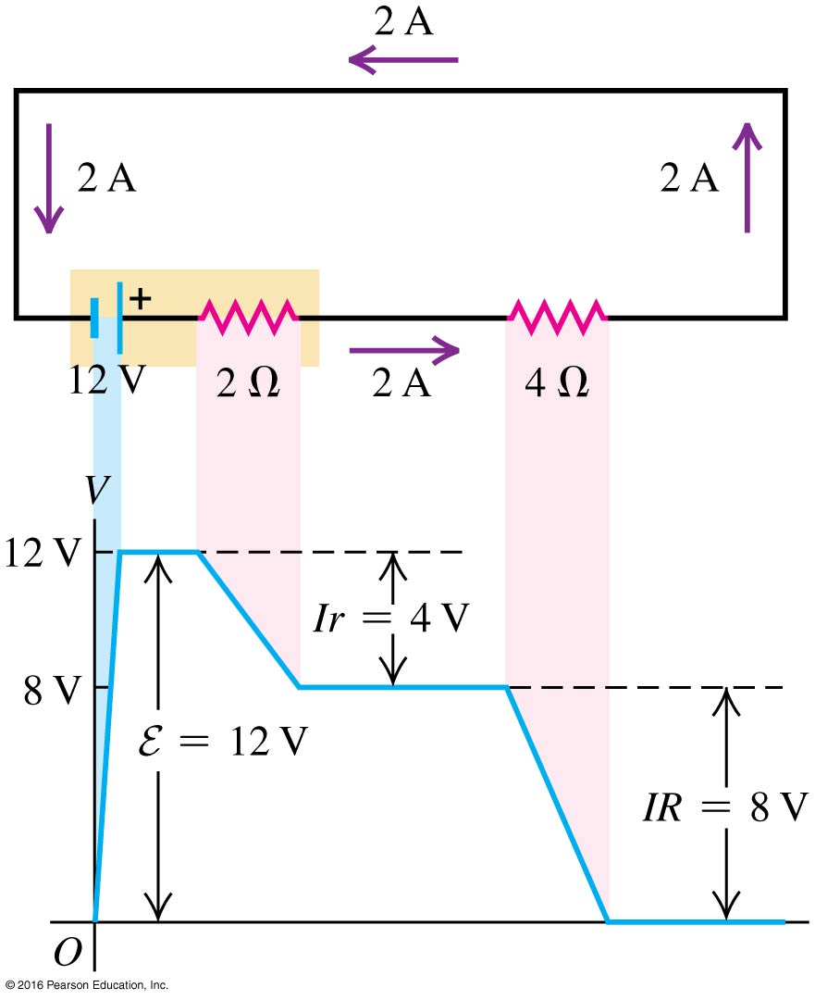 2 A
2 A
2 A
+
12 V
2 Ω
2 A
4 Ω
V
12 V
Ir = 4 V
8 V
ℰ = 12 V
IR = 8 V
O
© 2016 Pearson Education, Inc.